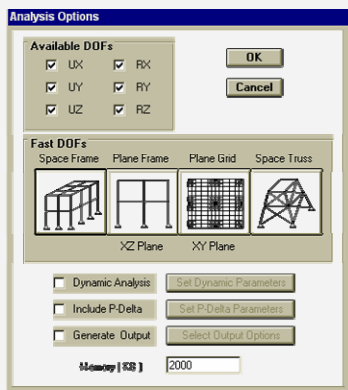 Analysis Options
Available DOFs
UX RX
UY RY
UZ RZ
OK
Cancel
Fast DOFs
Space Frame Plane Frame Plane Grid Space Truss
XZ Plane XY Plane
Dynamic Analysis Set Dynamic Parameters
Include P-Delta Set P-Delta Parameters
Generate Output Select Output Options
Memory (KB) 2000